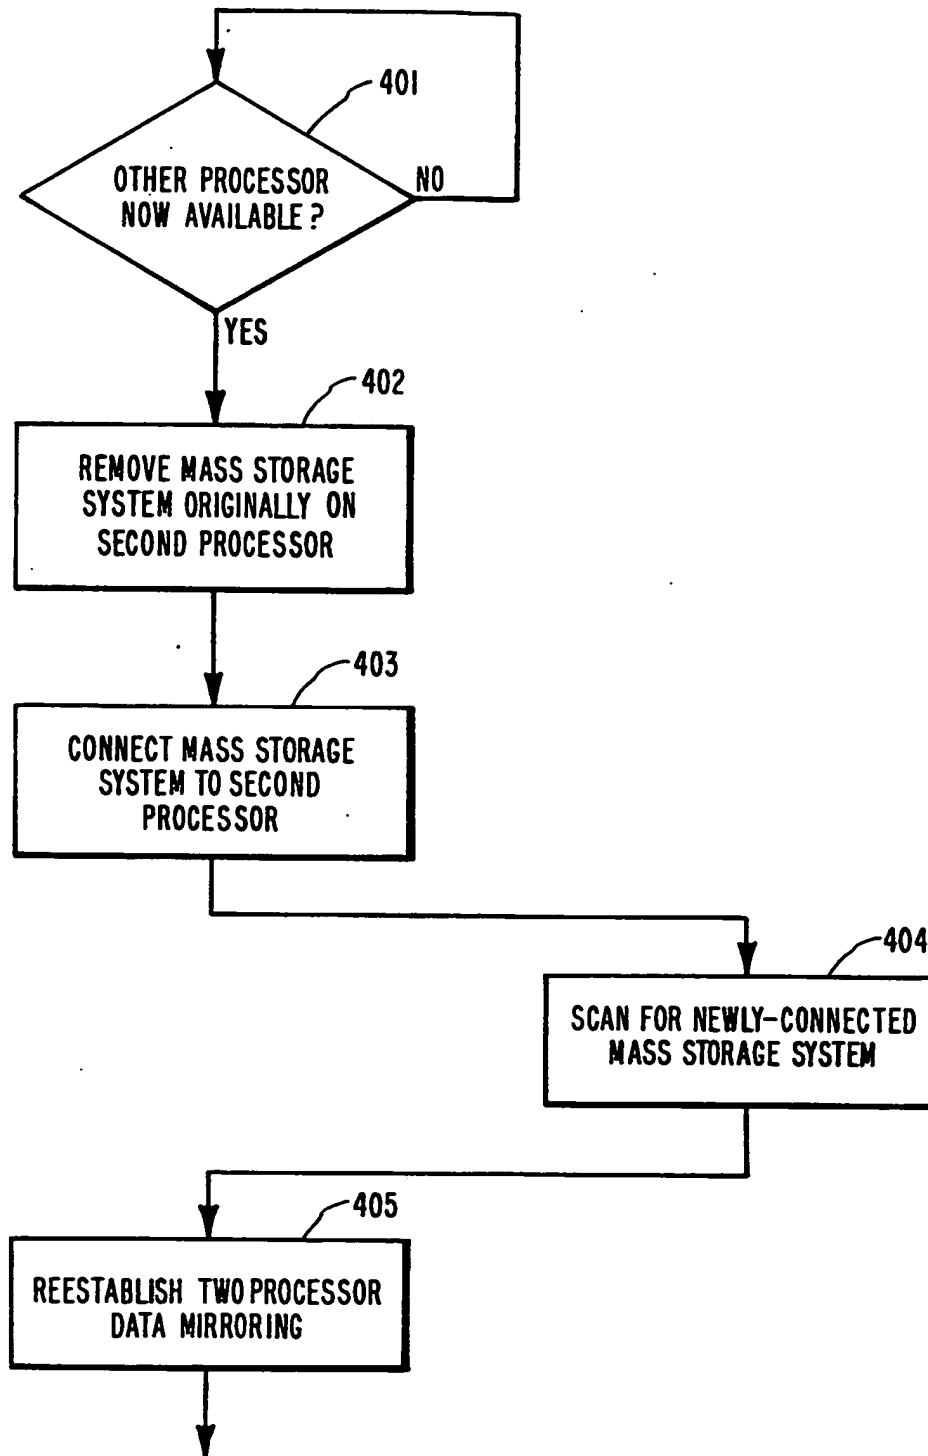 401
OTHER PROCESSOR
NOW AVAILABLE?
NO
YES
402
REMOVE MASS STORAGE
SYSTEM ORIGINALLY ON
SECOND PROCESSOR
403
CONNECT MASS STORAGE
SYSTEM TO SECOND
PROCESSOR
404
SCAN FOR NEWLY-CONNECTED
MASS STORAGE SYSTEM
405
REESTABLISH TWO PROCESSOR
DATA MIRRORING